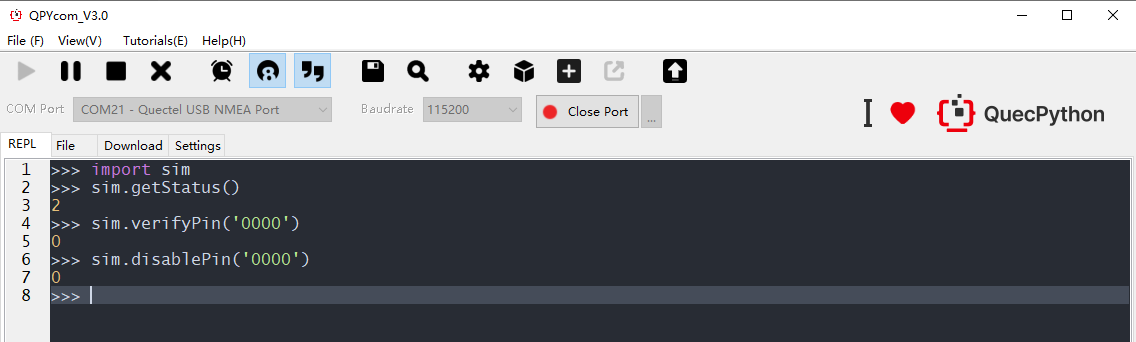 QPYcom_V3.0
File (F) View(V) Tutorials(E) Help(H)
COM Port COM21 - Quectel USB NMEA Port Baudrate 115200 Close Port ... QuecPython
REPL File Download Settings
1 >>> import sim
2 >>> sim.getStatus()
3 2
4 >>> sim.verifyPin('0000')
5 0
6 >>> sim.disablePin('0000')
7 0
8 >>>